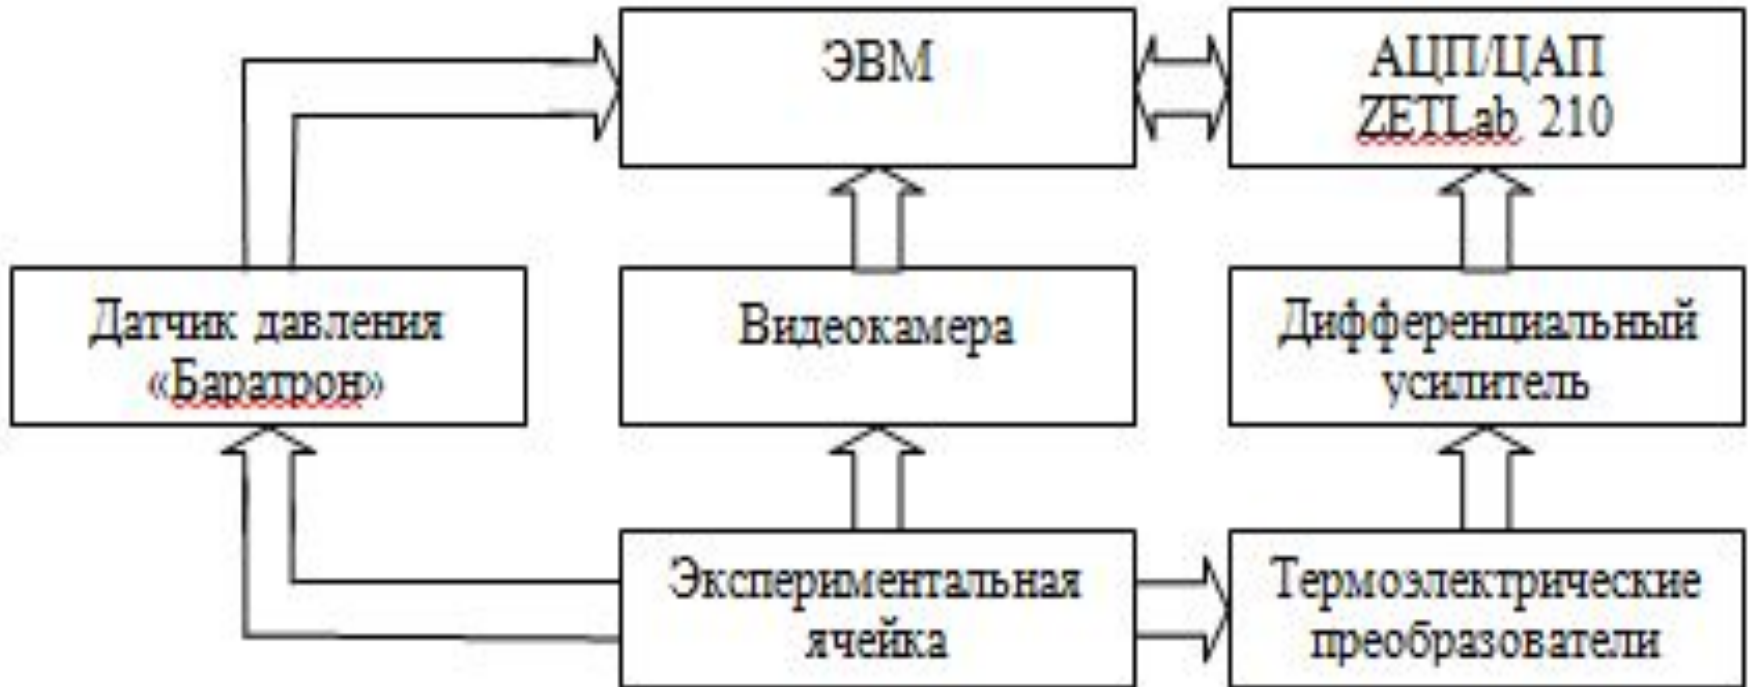 ЭВМ
АЦП/ЦАП
ZETLab 210
Датчик давления
«Баратрон»
Видеокамера
Дифференциальный
усилитель
Экспериментальная
ячейка
Термоэлектрические
преобразователи